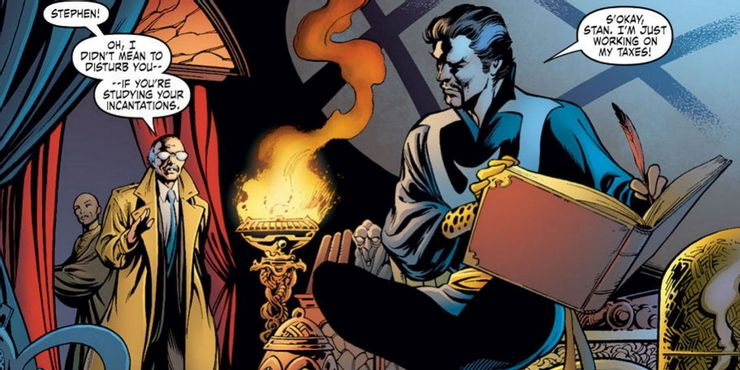 STEPHEN!
OH, I
DIDN'T MEAN TO
DISTURB YOU--
--IF YOU'RE
STUDYING YOUR
INCANTATIONS.
S'OKAY,
STAN. I'M JUST
WORKING ON
MY TAXES!